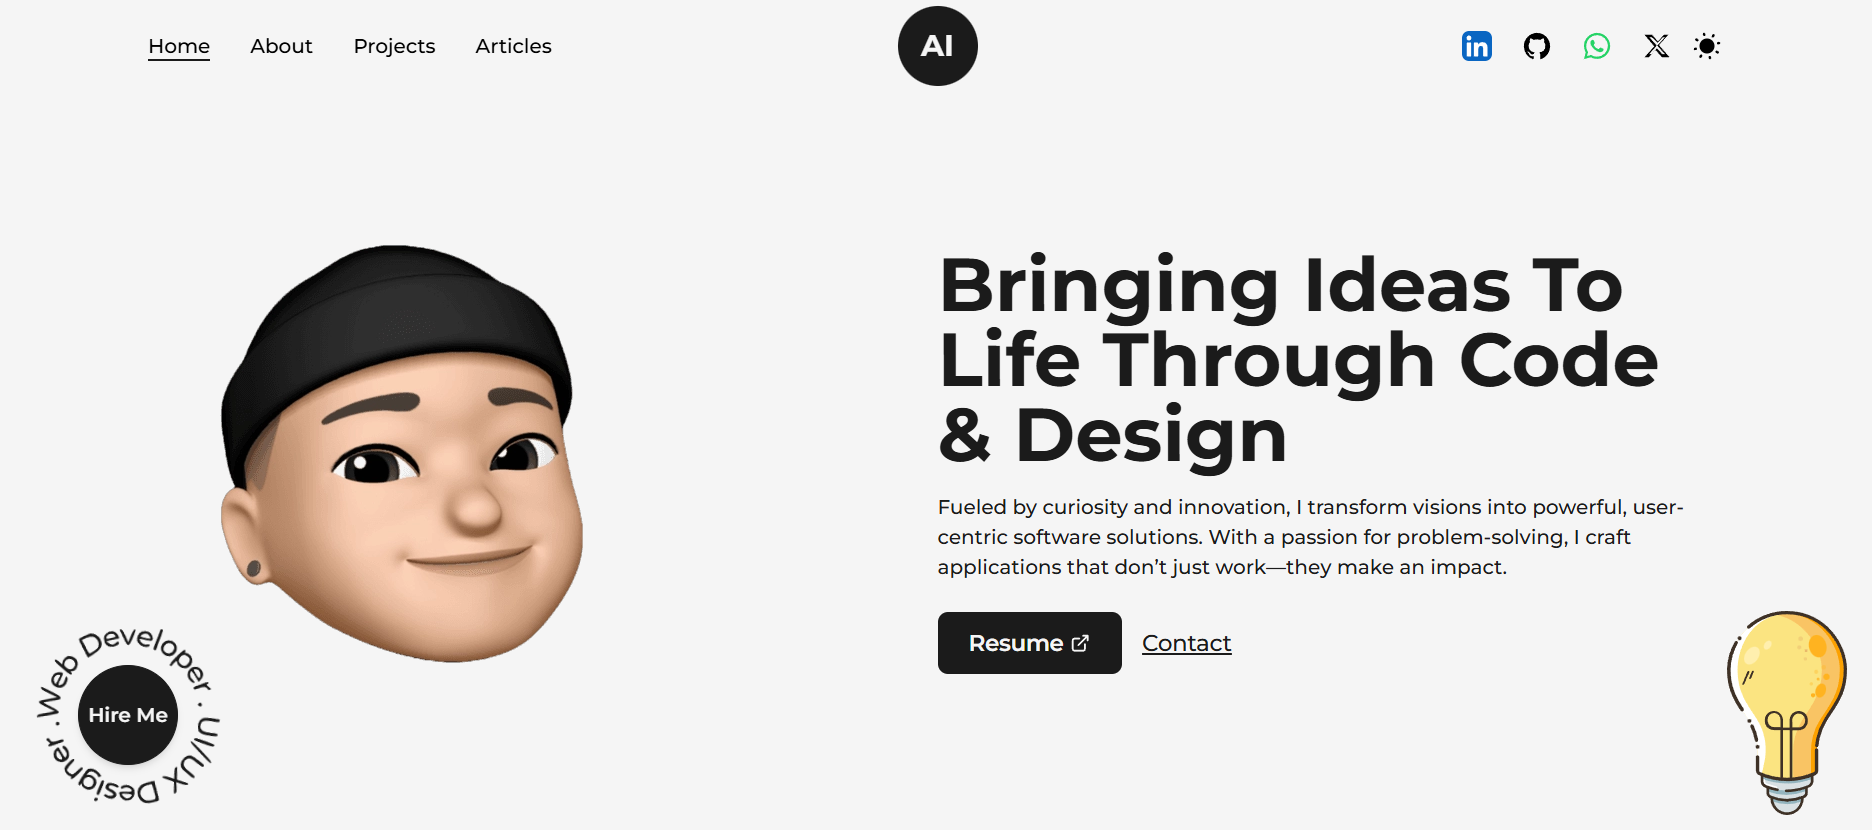 Home
About
Projects
Articles
AI
in
Bringing Ideas To
Life Through Code
& Design
Fueled by curiosity and innovation, I transform visions into powerful, user-
centric software solutions. With a passion for problem-solving, I craft
applications that don’t just work—they make an impact.
Resume
Contact
Web Developer . UI/UX Designer .
Hire Me